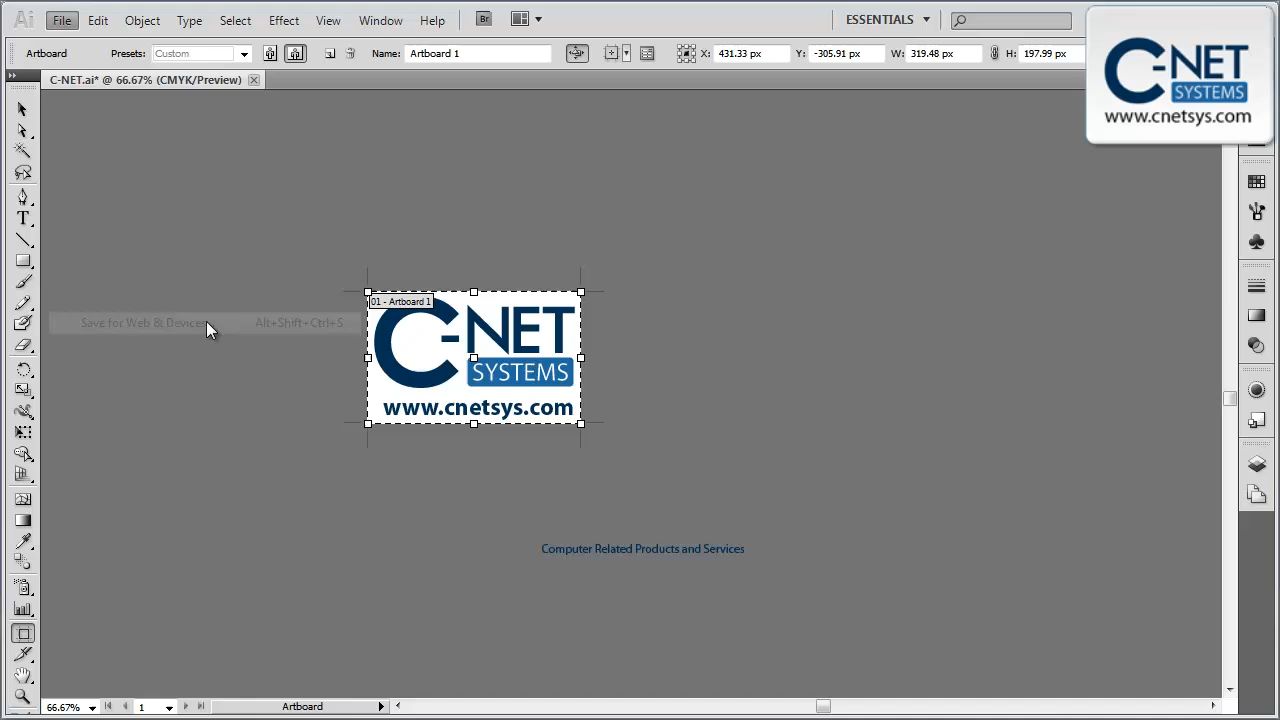 Ai File Edit Object Type Select Effect View Window Help Br ESSENTIALS
Artboard Presets: Custom Name: Artboard 1 X: 431.33 px Y: -305.91 px W: 319.48 px H: 197.99 px
C-NET.ai* @ 66.67% (CMYK/Preview)
C-NET
SYSTEMS
www.cnetsys.com
T
01 - Artboard 1
Save for Web & Devices... Alt+Shift+Ctrl+S
C-NET
SYSTEMS
www.cnetsys.com
Computer Related Products and Services
66.67% 1 Artboard